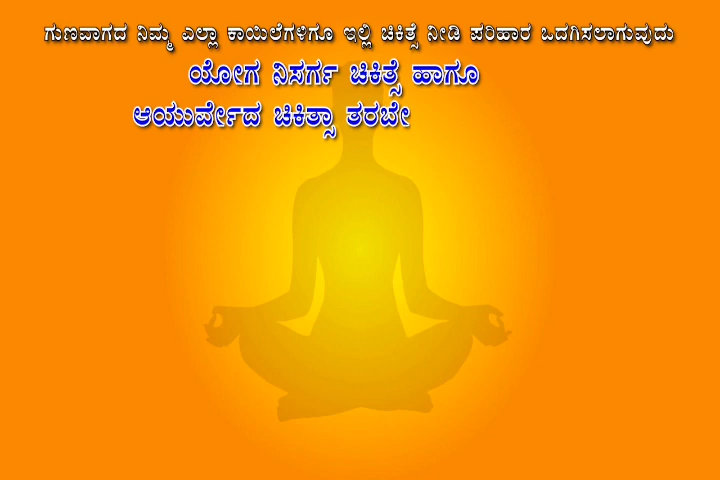 ಗುಣವಾಗದ ನಿಮ್ಮ ಎಲ್ಲಾ ಕಾಯಿಲೆಗಳಿಗೂ ಇಲ್ಲಿ ಚಿಕಿತ್ಸೆ ನೀಡಿ ಪರಿಹಾರ ಒದಗಿಸಲಾಗುವುದು
ಯೋಗ ನಿಸರ್ಗ ಚಿಕಿತ್ಸೆ ಹಾಗೂ
ಆಯುರ್ವೇದ ಚಿಕಿತ್ಸಾ ತರಬೇ